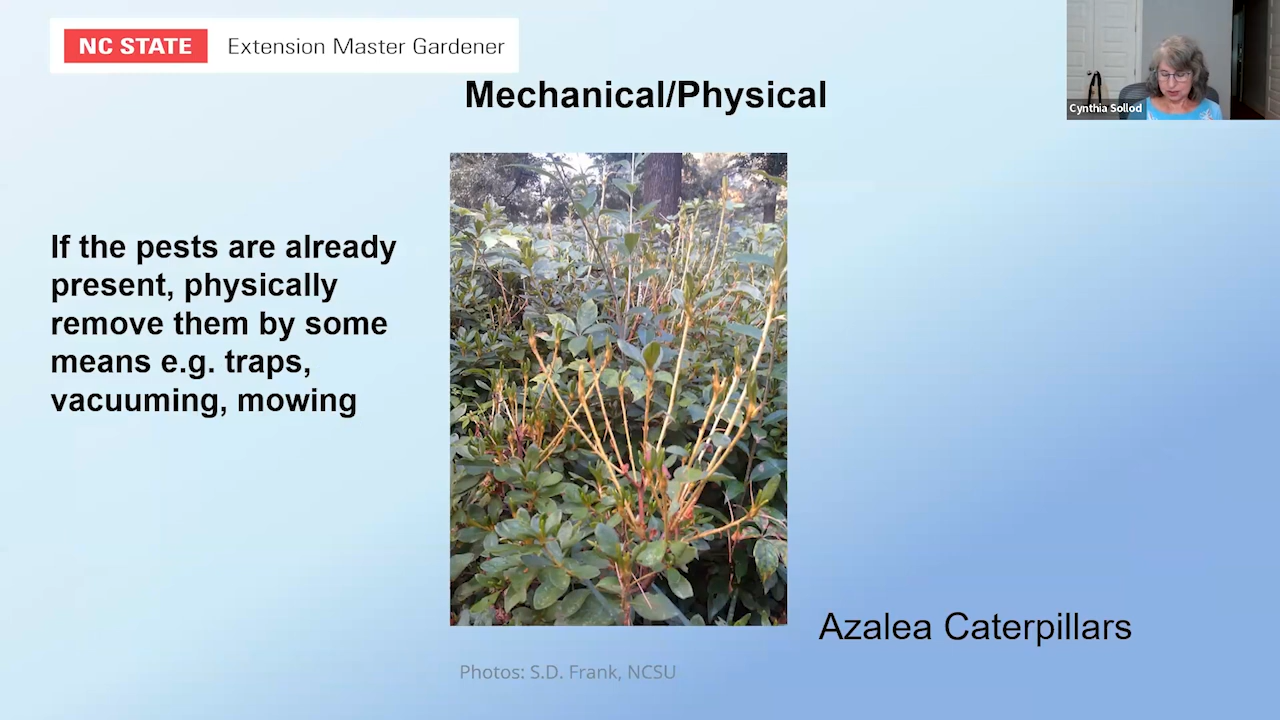 NC STATE Extension Master Gardener
Mechanical/Physical
Cynthia Sollod
If the pests are already
present, physically
remove them by some
means e.g. traps,
vacuuming, mowing
Azalea Caterpillars
Photos: S.D. Frank, NCSU